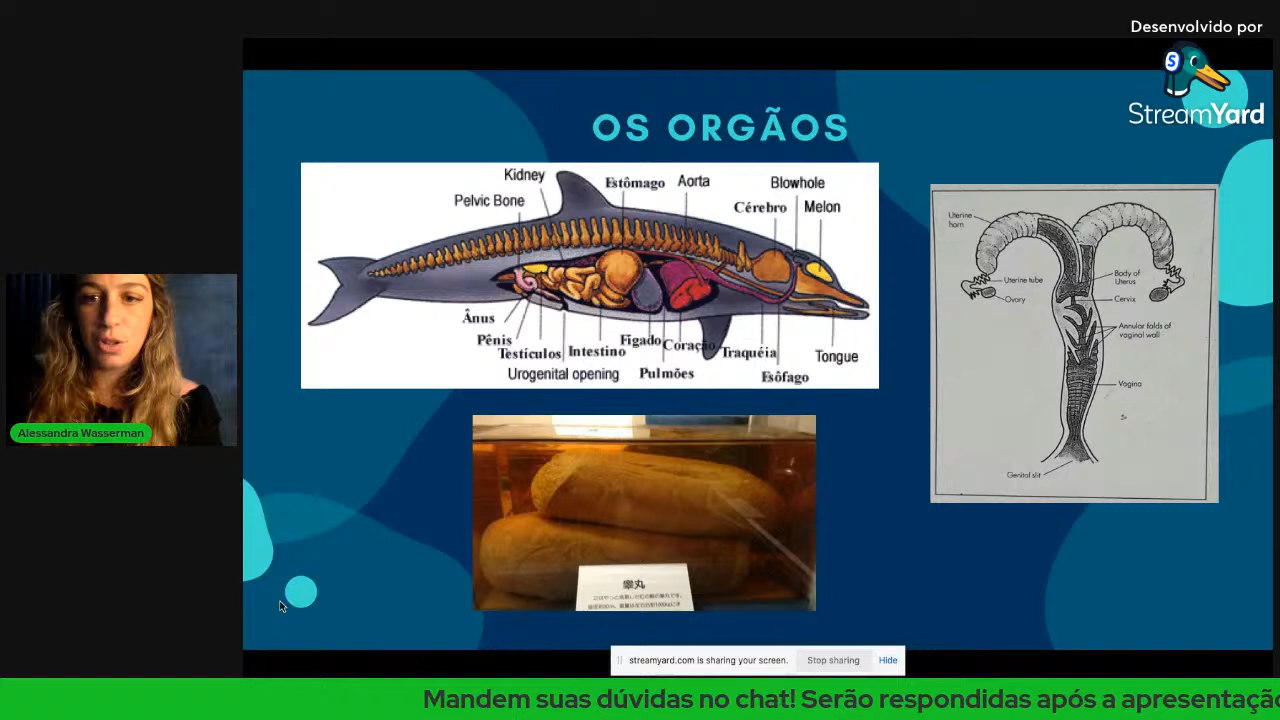 Desenvolvido por
StreamYard
OS ORGÃOS
Kidney
Estômago
Aorta
Blowhole
Pelvic Bone
Cérebro
Melon
Ânus
Pênis
Testículos
Intestino
Fígado
Coração
Traquéia
Tongue
Urogenital opening
Pulmões
Esôfago
Uterine
horn
Uterine tube
Ovary
Body of
Uterus
Cervix
Annular folds of
vaginal wall
Vagina
Genital slit
睾丸
Alessandra Wasserman
streamyard.com is sharing your screen.
Stop sharing
Hide
Mandem suas dúvidas no chat! Serão respondidas após a apresentação